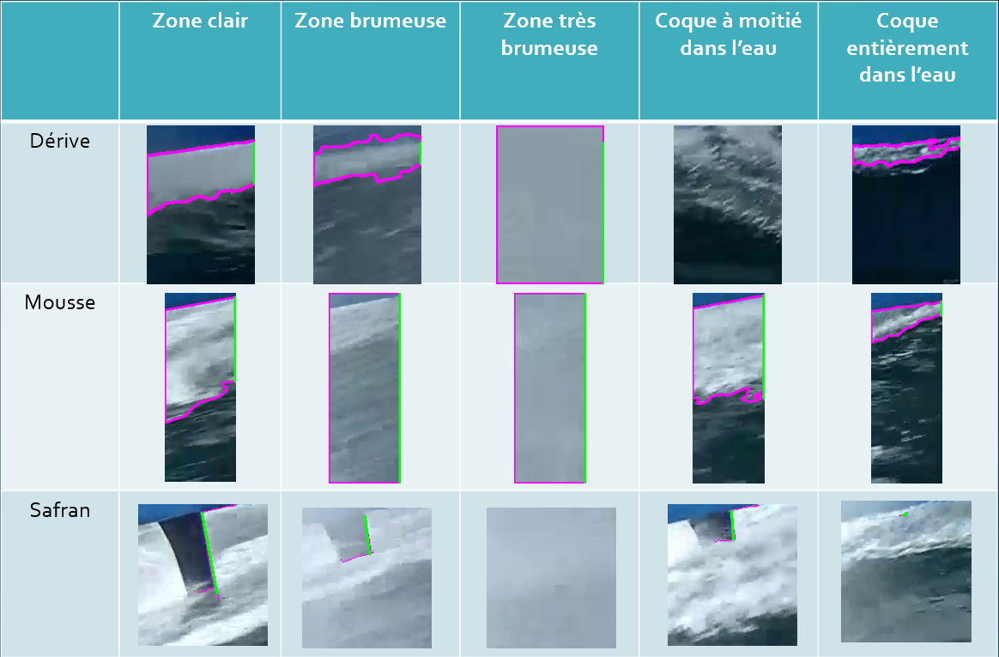 Zone clair
Zone brumeuse
Zone très
brumeuse
Coque à moitié
dans l’eau
Coque
entièrement
dans l’eau
Dérive
Mousse
Safran